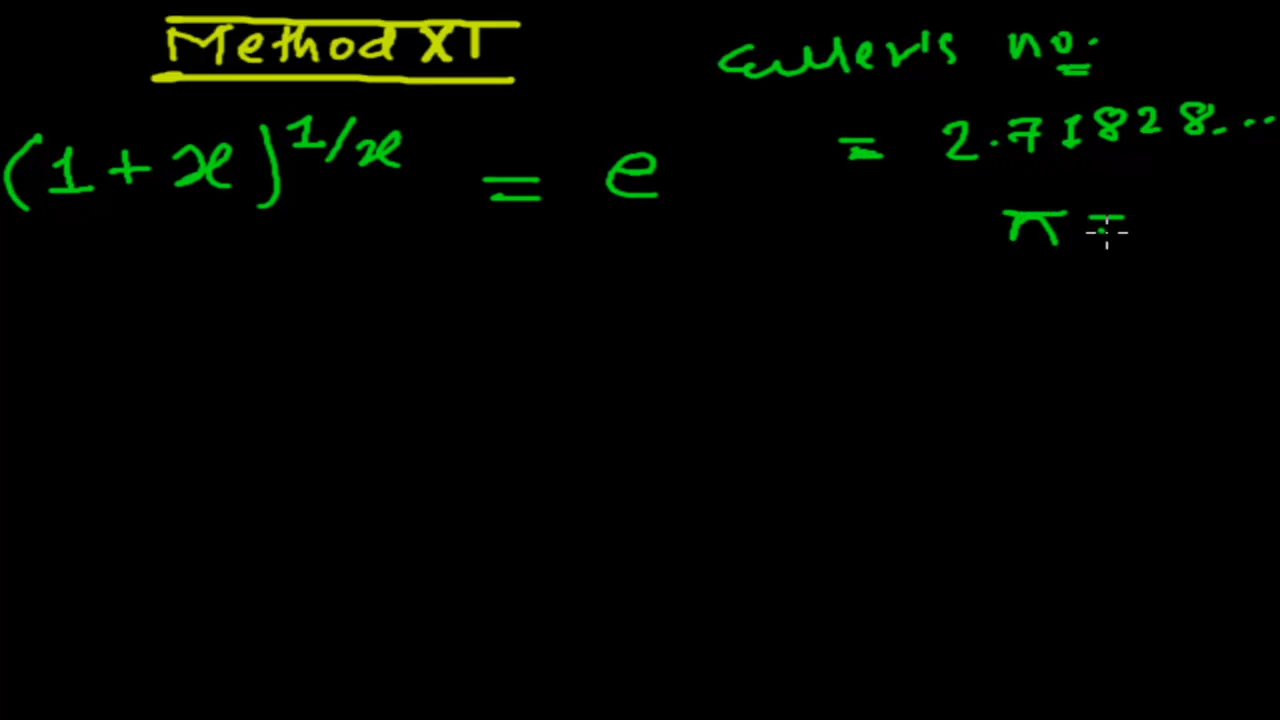 Method XI
Euler's no.
(1+x)^1/x = e
= 2.71828...
π =